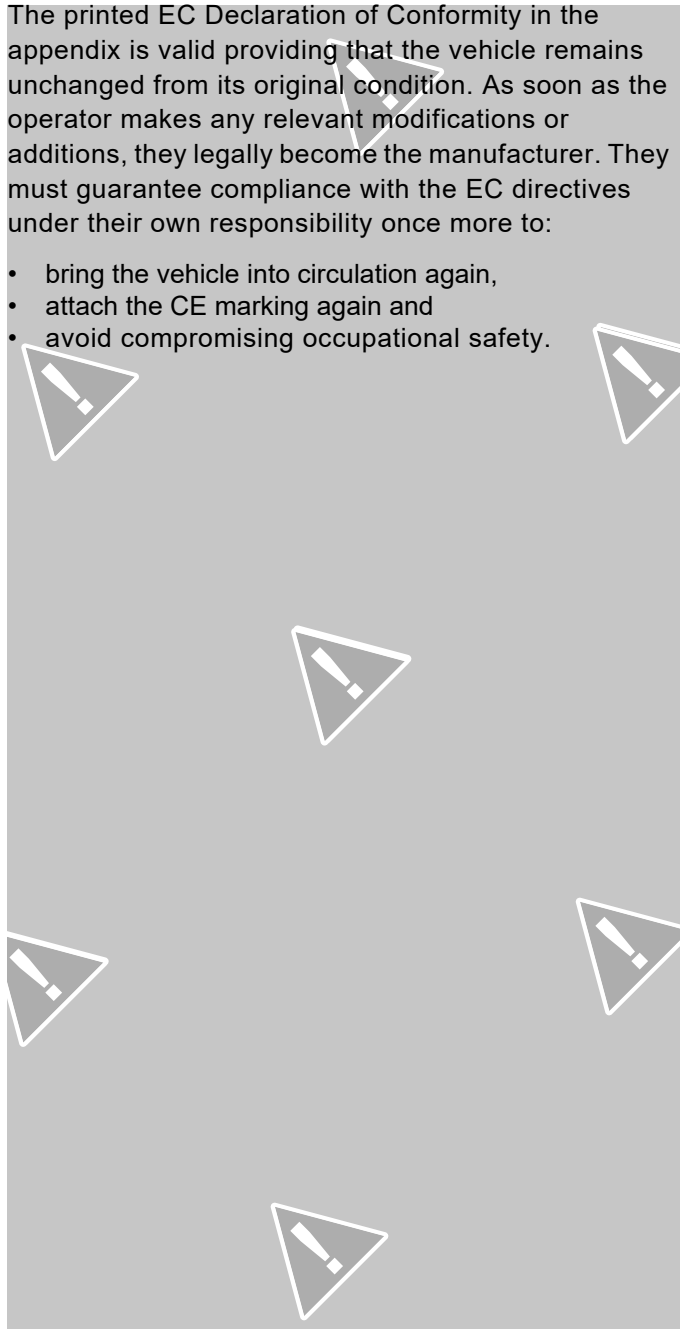 The printed EC Declaration of Conformity in the
appendix is valid providing that the vehicle remains
unchanged from its original condition. As soon as the
operator makes any relevant modifications or
additions, they legally become the manufacturer. They
must guarantee compliance with the EC directives
under their own responsibility once more to:
• bring the vehicle into circulation again,
• attach the CE marking again and
• avoid compromising occupational safety.